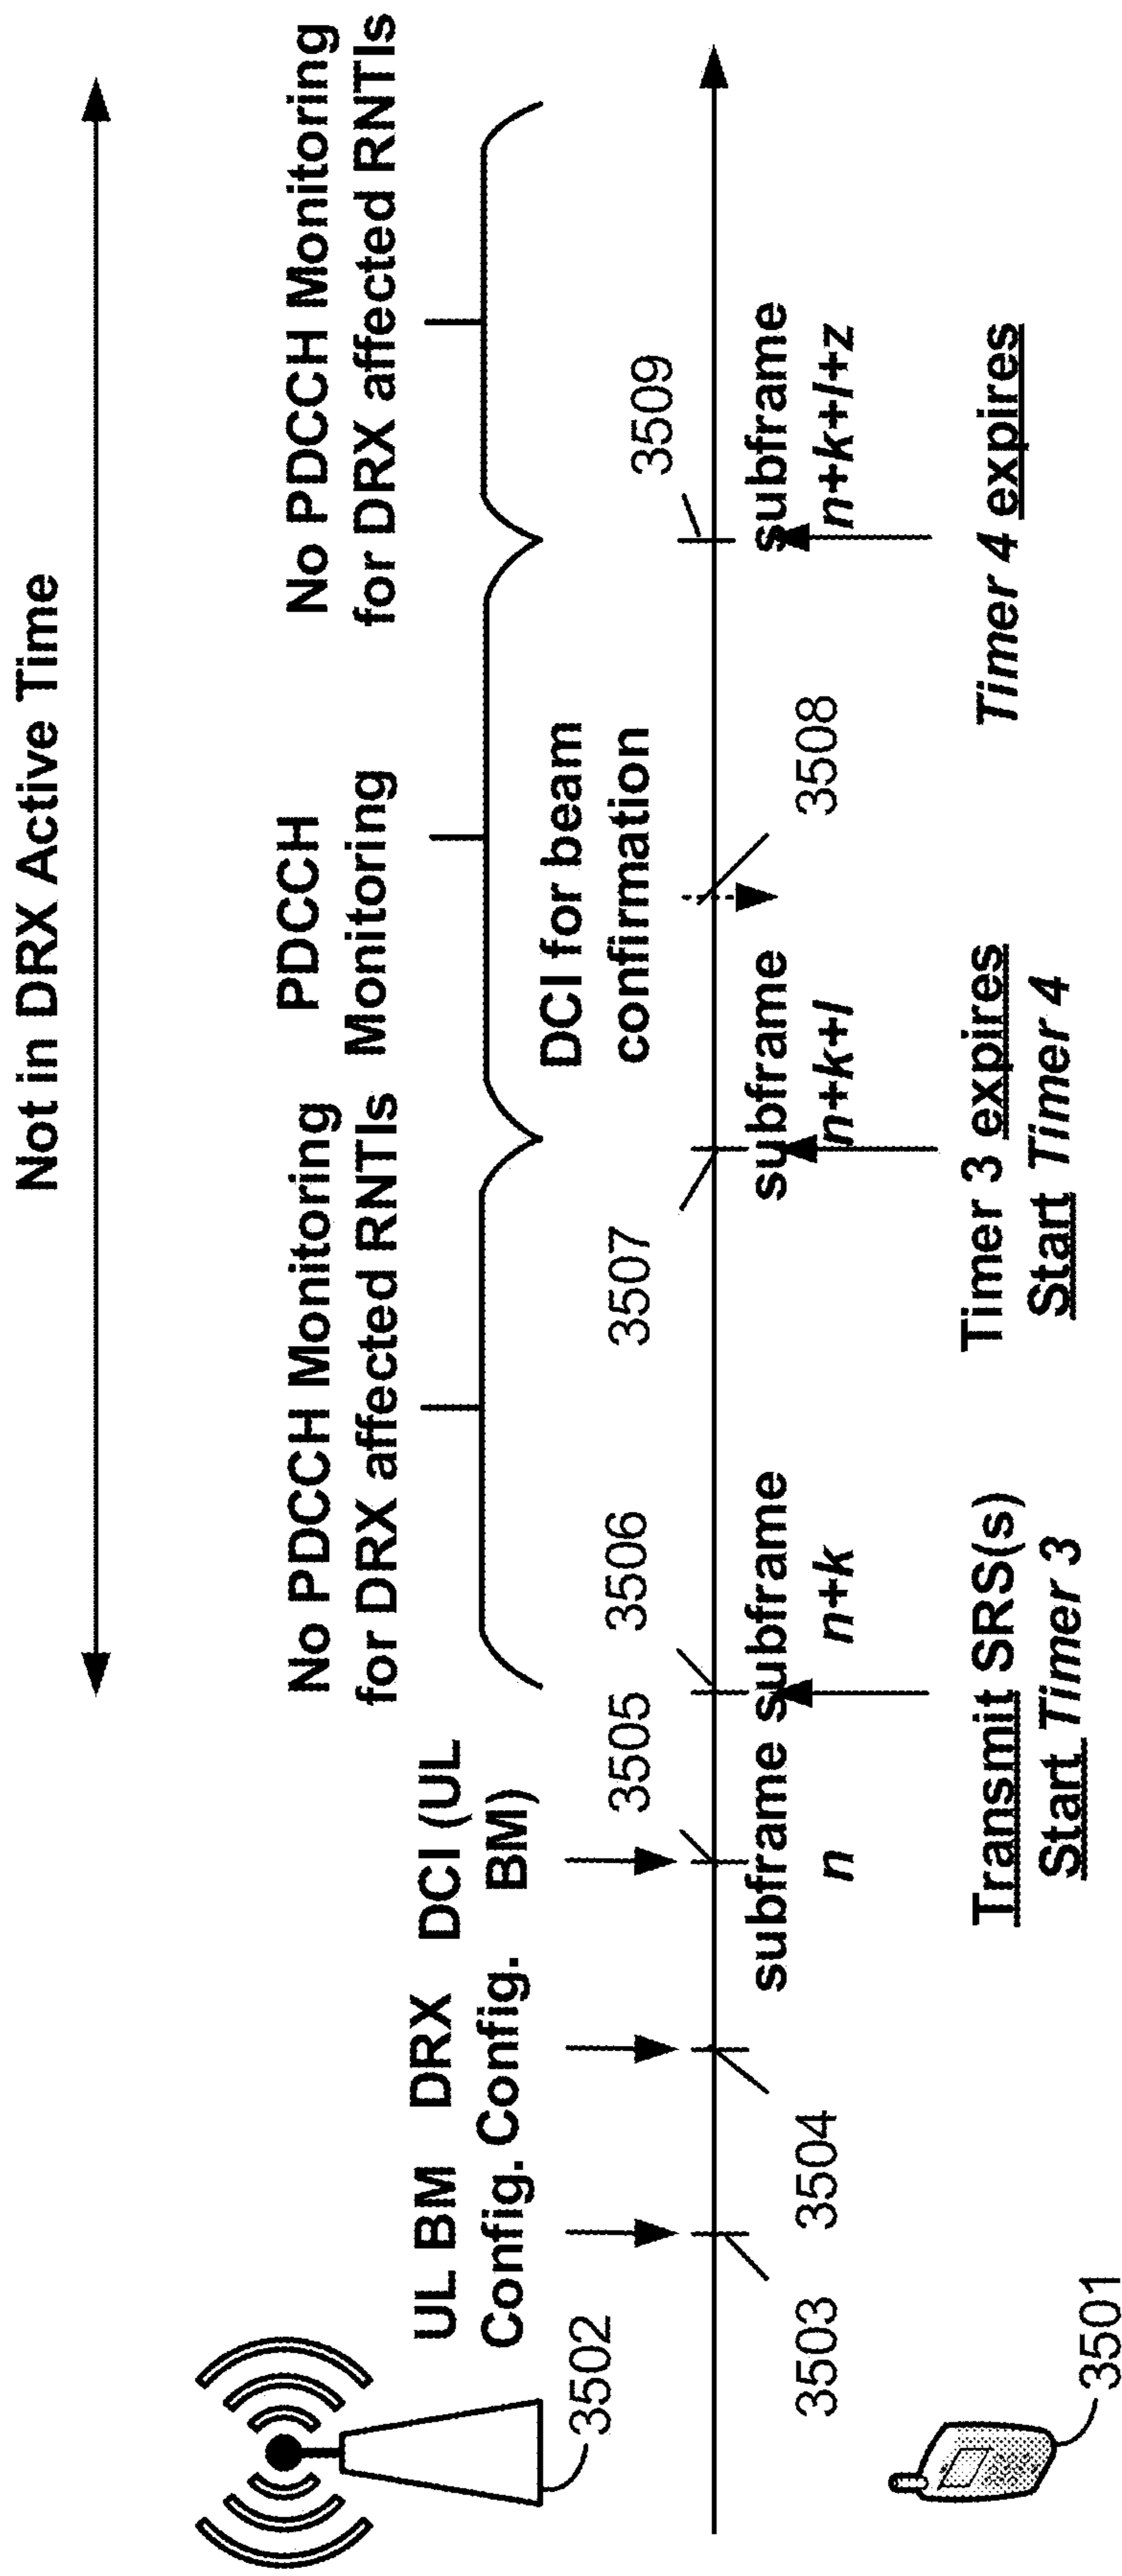 Not in DRX Active Time
No PDCCH Monitoring
for DRX affected RNTIs
PDCCH
Monitoring
No PDCCH Monitoring
for DRX affected RNTIs
UL BM
Config.
DRX
Config.
DCI (UL
BM)
DCI for beam
confirmation
3502
3505
3506
3507
3509
3503
3504
3508
subframe
n
subframe
n+k
subframe
n+k+l
subframe
n+k+l+z
Transmit SRS(s)
Start Timer 3
Timer 3 expires
Start Timer 4
Timer 4 expires
3501